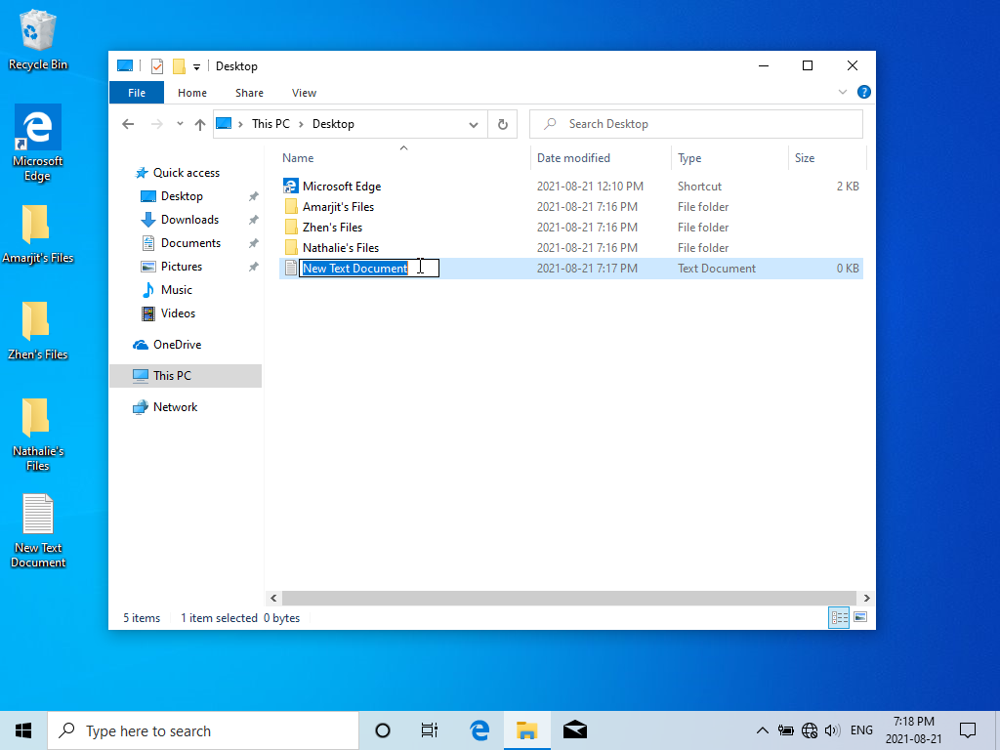 Recycle Bin
Microsoft
Edge
Amarjit's Files
Zhen's Files
Nathalie's
Files
New Text
Document
Desktop
File Home Share View
This PC Desktop
Search Desktop
Quick access
Desktop
Downloads
Documents
Pictures
Music
Videos
OneDrive
This PC
Network
Name Date modified Type Size
Microsoft Edge 2021-08-21 12:10 PM Shortcut 2 KB
Amarjit's Files 2021-08-21 7:16 PM File folder
Zhen's Files 2021-08-21 7:16 PM File folder
Nathalie's Files 2021-08-21 7:16 PM File folder
New Text Document 2021-08-21 7:17 PM Text Document 0 KB
5 items 1 item selected 0 bytes
Type here to search
ENG
7:18 PM
2021-08-21